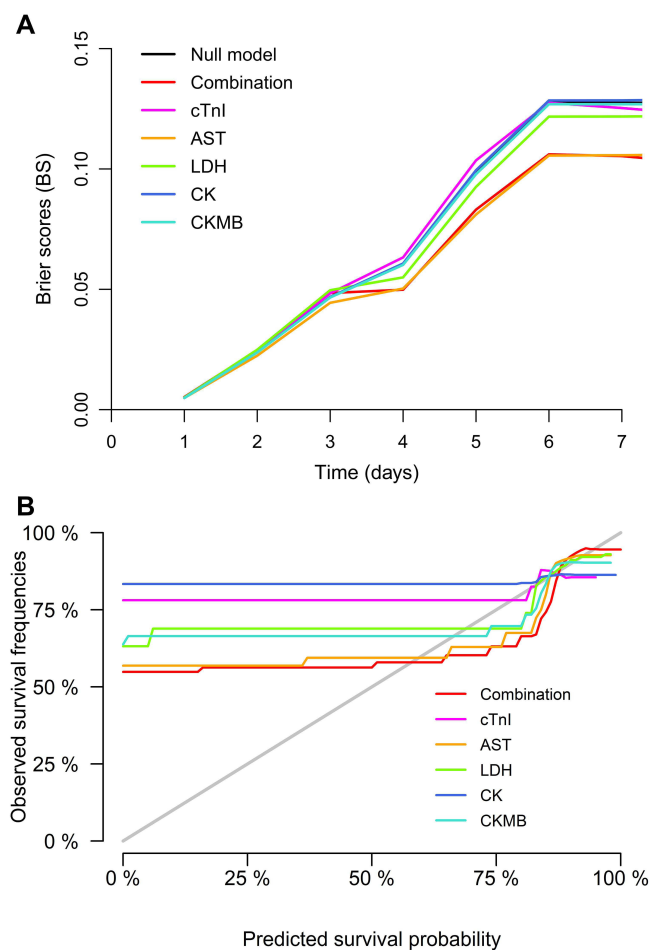 A
Brier scores (BS)
0.15
0.10
0.05
0.00
Null model
Combination
cTnI
AST
LDH
CK
CKMB
0 1 2 3 4 5 6 7
Time (days)
B
Observed survival frequencies
100 %
75 %
50 %
25 %
0 %
Combination
cTnI
AST
LDH
CK
CKMB
0 % 25 % 50 % 75 % 100 %
Predicted survival probability